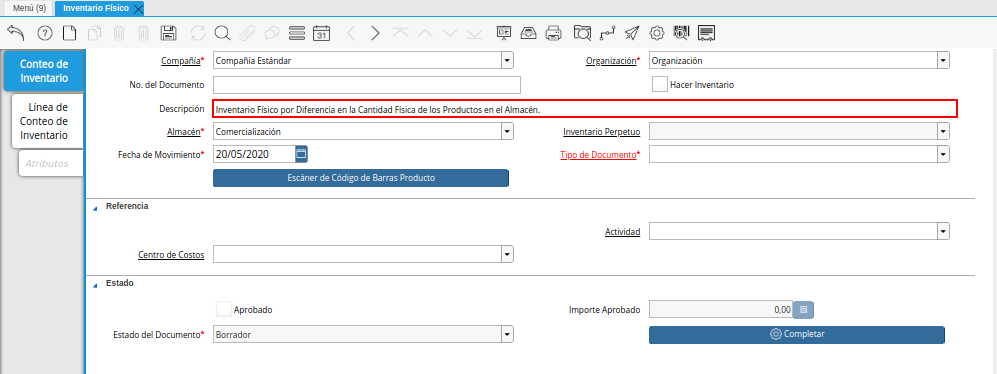 Menú (9)
Inventario Físico
31
Conteo de
Inventario
Línea de
Conteo de
Inventario
Atributos
Compañía* Compañía Estándar
Organización* Organización
No. del Documento
Hacer Inventario
Descripción Inventario Físico por Diferencia en la Cantidad Física de los Productos en el Almacén.
Almacén* Comercialización
Inventario Perpetuo
Fecha de Movimiento* 20/05/2020
Tipo de Documento*
Escáner de Código de Barras Producto
Referencia
Actividad
Centro de Costos
Estado
Aprobado
Importe Aprobado 0,00
Estado del Documento* Borrador
Completar